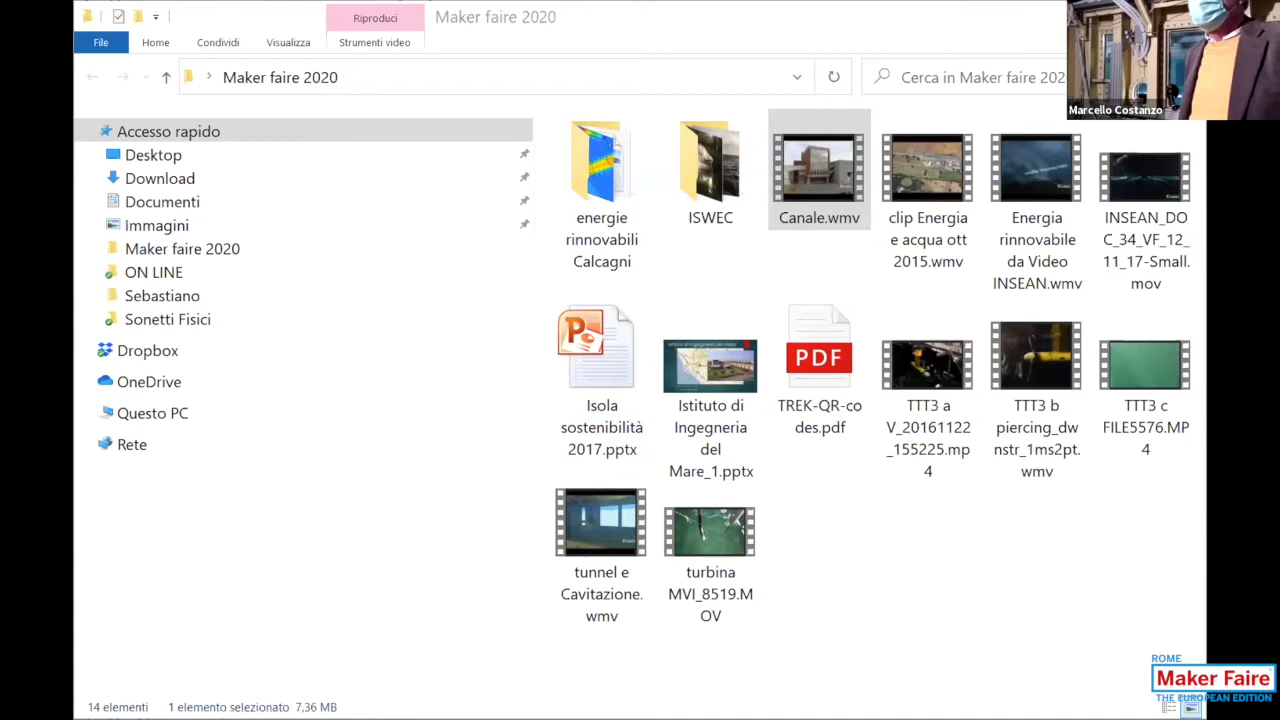 Riproduci
Maker faire 2020
File
Home
Condividi
Visualizza
Strumenti video
Maker faire 2020
Cerca in Maker faire 202
Marcello Costanzo
Accesso rapido
Desktop
Download
Documenti
Immagini
Maker faire 2020
ON LINE
Sebastiano
Sonetti Fisici
Dropbox
OneDrive
Questo PC
Rete
energie
rinnovabili
Calcagni
ISWEC
Canale.wmv
clip Energia
e acqua ott
2015.wmv
Energia
rinnovabile
da Video
INSEAN.wmv
INSEAN_DO
C_34_VF_12_
11_17-Small.
mov
Isola
sostenibilità
2017.pptx
Istituto di
Ingegneria
del
Mare_1.pptx
PDF
TREK-QR-co
des.pdf
TTT3 a
V_20161122
_155225.mp
4
TTT3 b
piercing_dw
nstr_1ms2pt.
wmv
TTT3 c
FILE5576.MP
4
tunnel e
Cavitazione.
wmv
turbina
MVI_8519.M
OV
14 elementi
1 elemento selezionato 7,36 MB
ROME
Maker Faire
THE EUROPEAN EDITION